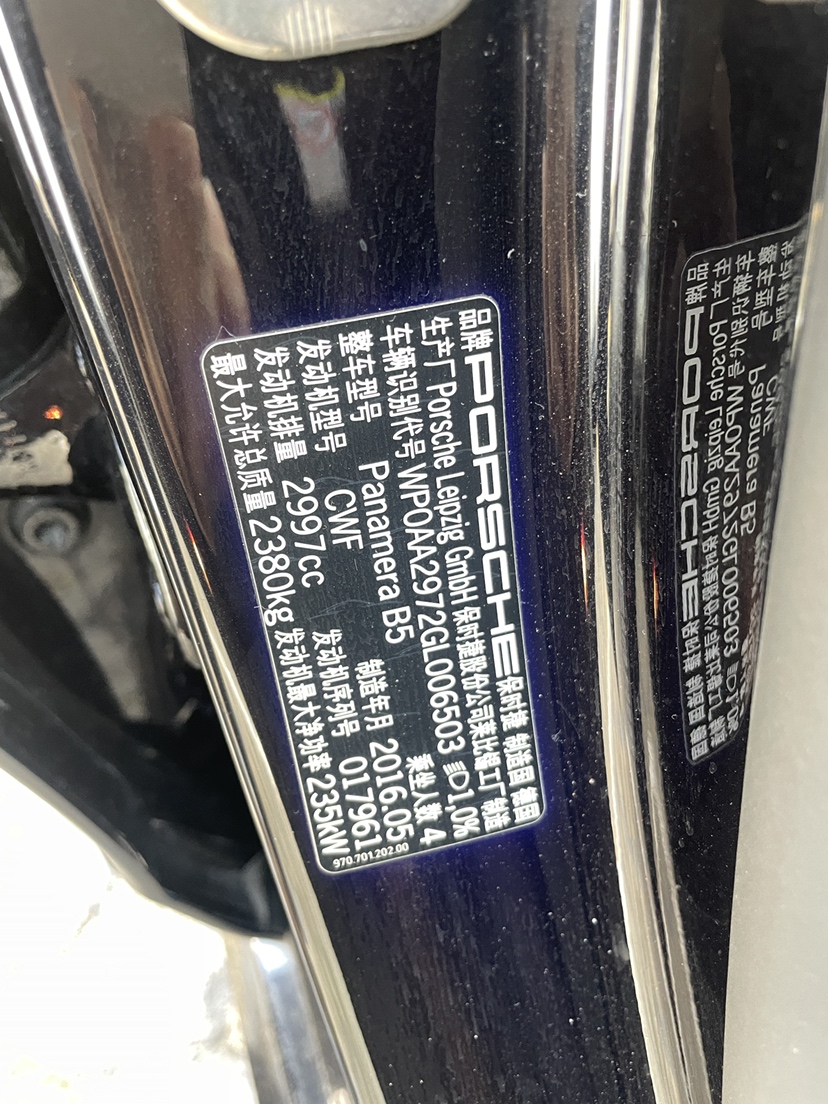 品牌 PORSCHE 保时捷 制造国 德国
生产厂 Porsche Leipzig GmbH 保时捷股份公司莱比锡工厂 制造
车辆识别代号 WP0AA2972GL006503 1,0%
整车型号 Panamera B5 乘坐人数 4
发动机型号 CWF 制造年月 2016.05
发动机排量 2997cc 发动机序列号 017961
最大允许总质量 2380kg 发动机最大净功率 235kW
970.701.202.00